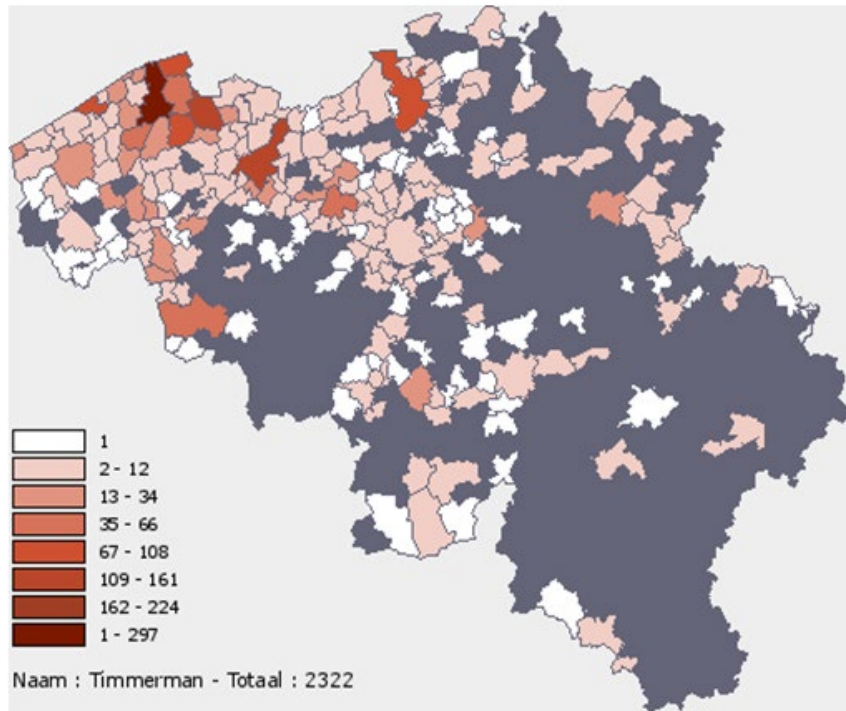 1
2 - 12
13 - 34
35 - 66
67 - 108
109 - 161
162 - 224
1 - 297
Naam : Timmerman - Totaal : 2322